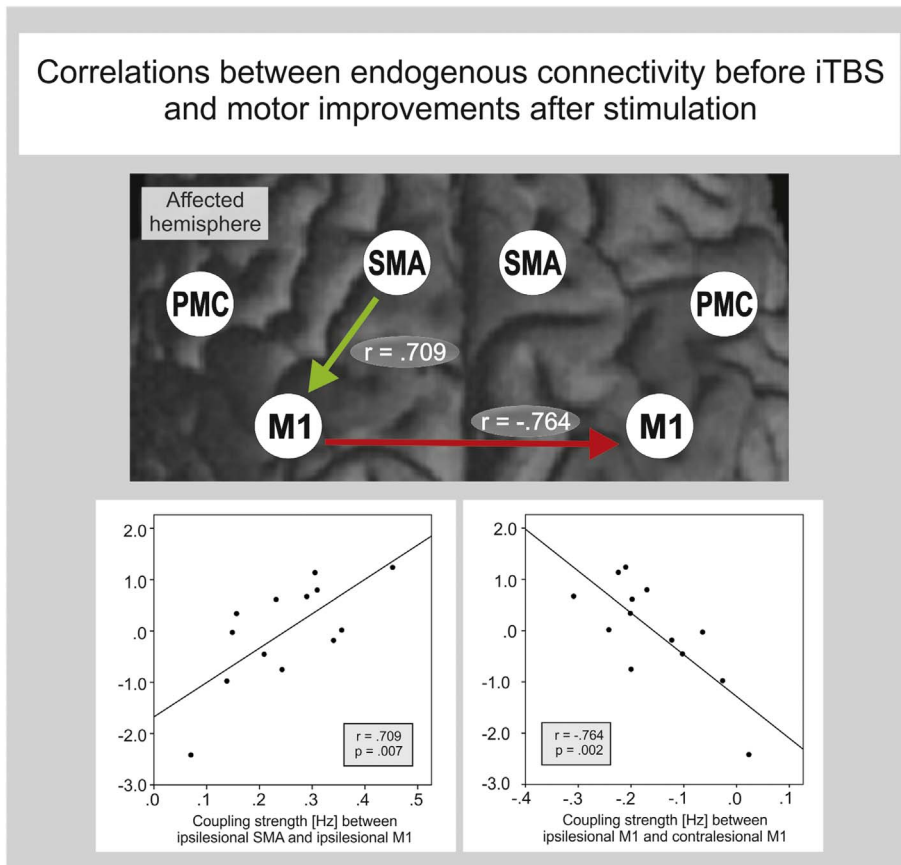 Correlations between endogenous connectivity before iTBS
and motor improvements after stimulation
Affected
hemisphere
SMA
SMA
PMC
PMC
r = .709
M1
r = -.764
M1
2.0
1.0
.0
-1.0
-2.0
-3.0
r = .709
p = .007
.0
.1
.2
.3
.4
.5
Coupling strength [Hz] between
ipsilesional SMA and ipsilesional M1
2.0
1.0
.0
-1.0
-2.0
-3.0
r = -.764
p = .002
-.4
-.3
-.2
-.1
.0
.1
Coupling strength [Hz] between
ipsilesional M1 and contralesional M1